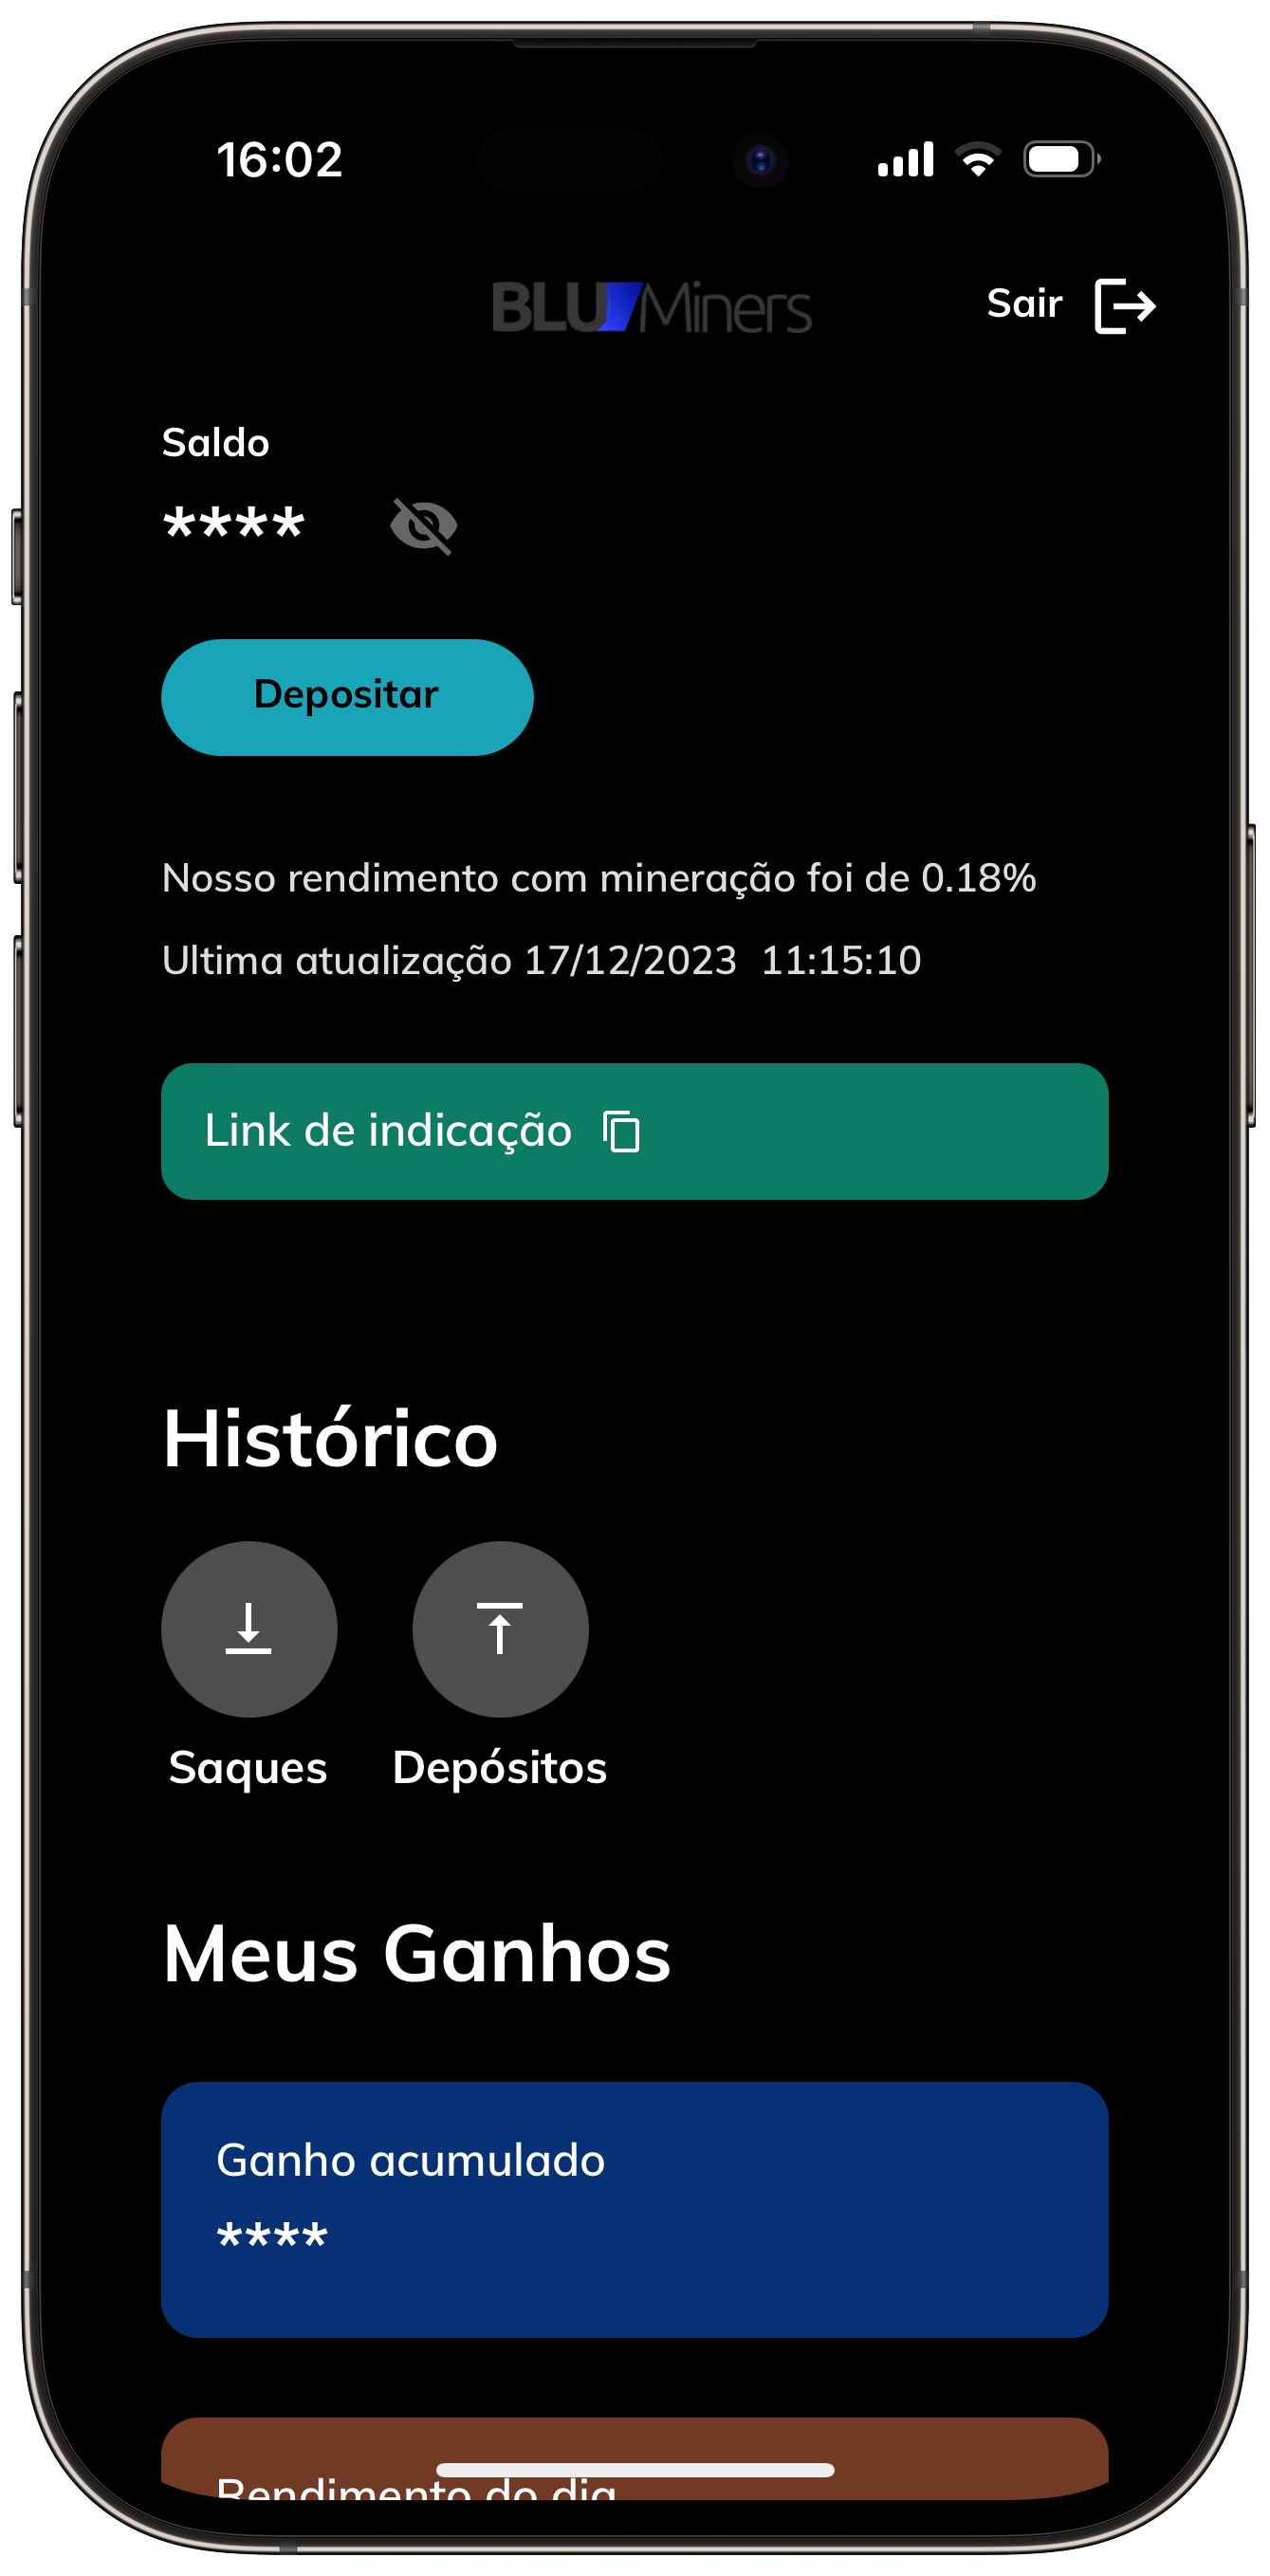 16:02
BLU Miners
Sair
Saldo
****
Depositar
Nosso rendimento com mineração foi de 0.18%
Ultima atualização 17/12/2023  11:15:10
Link de indicação
Histórico
Saques
Depósitos
Meus Ganhos
Ganho acumulado
****
Rendimento do dia